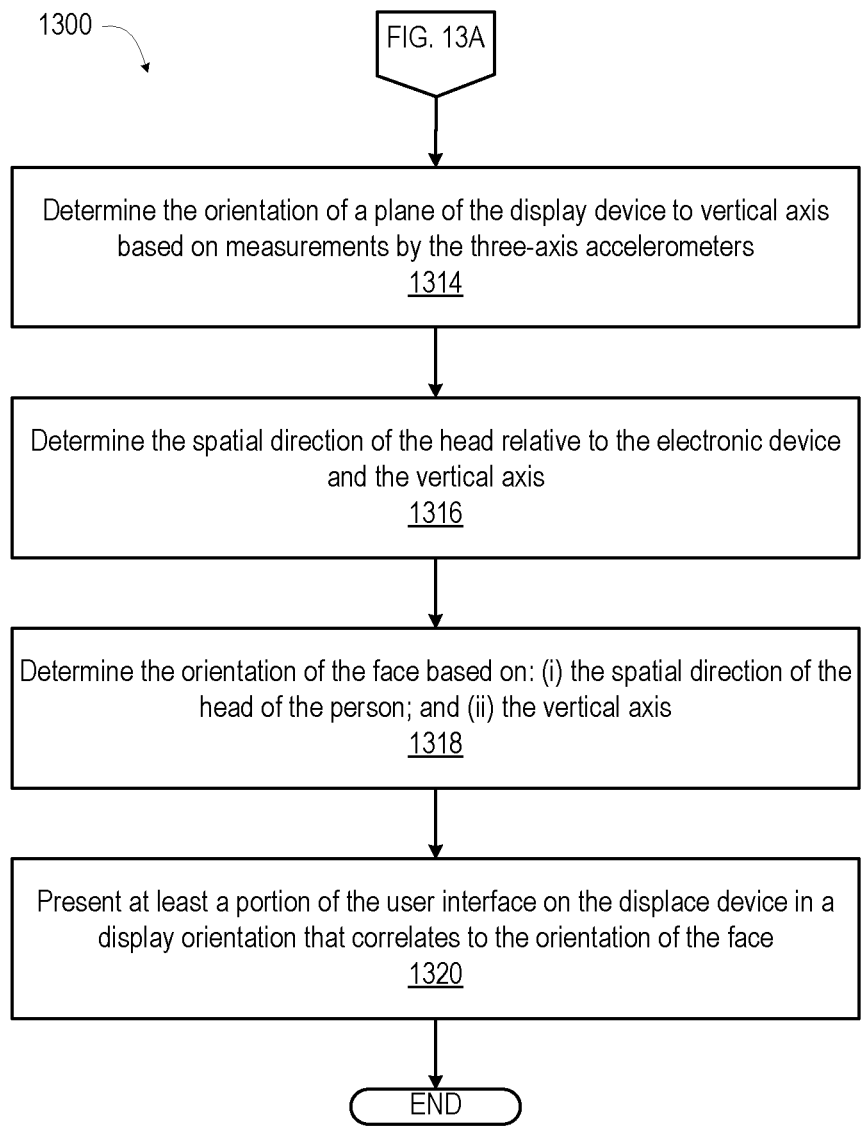 1300
FIG. 13A
Determine the orientation of a plane of the display device to vertical axis
based on measurements by the three-axis accelerometers
1314
Determine the spatial direction of the head relative to the electronic device
and the vertical axis
1316
Determine the orientation of the face based on: (i) the spatial direction of the
head of the person; and (ii) the vertical axis
1318
Present at least a portion of the user interface on the displace device in a
display orientation that correlates to the orientation of the face
1320
END